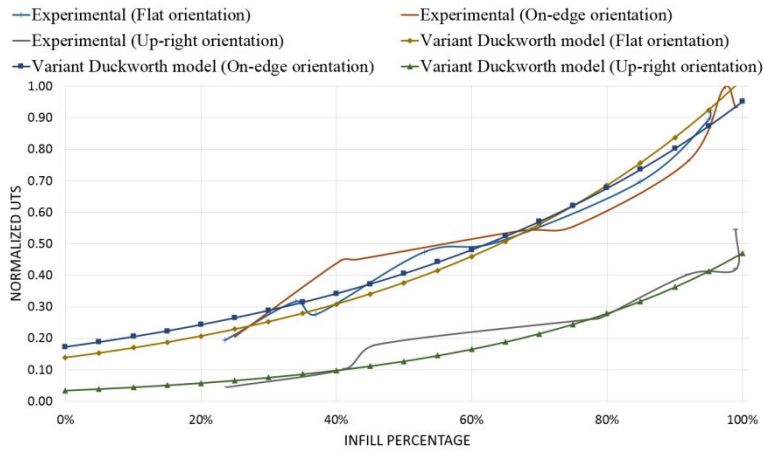 Experimental (Flat orientation) Experimental (On-edge orientation)
Experimental (Up-right orientation) Variant Duckworth model (Flat orientation)
Variant Duckworth model (On-edge orientation) Variant Duckworth model (Up-right orientation)
1.00
0.90
0.80
0.70
0.60
0.50
0.40
0.30
0.20
0.10
0.00
NORMALIZED UTS
0% 20% 40% 60% 80% 100%
INFILL PERCENTAGE